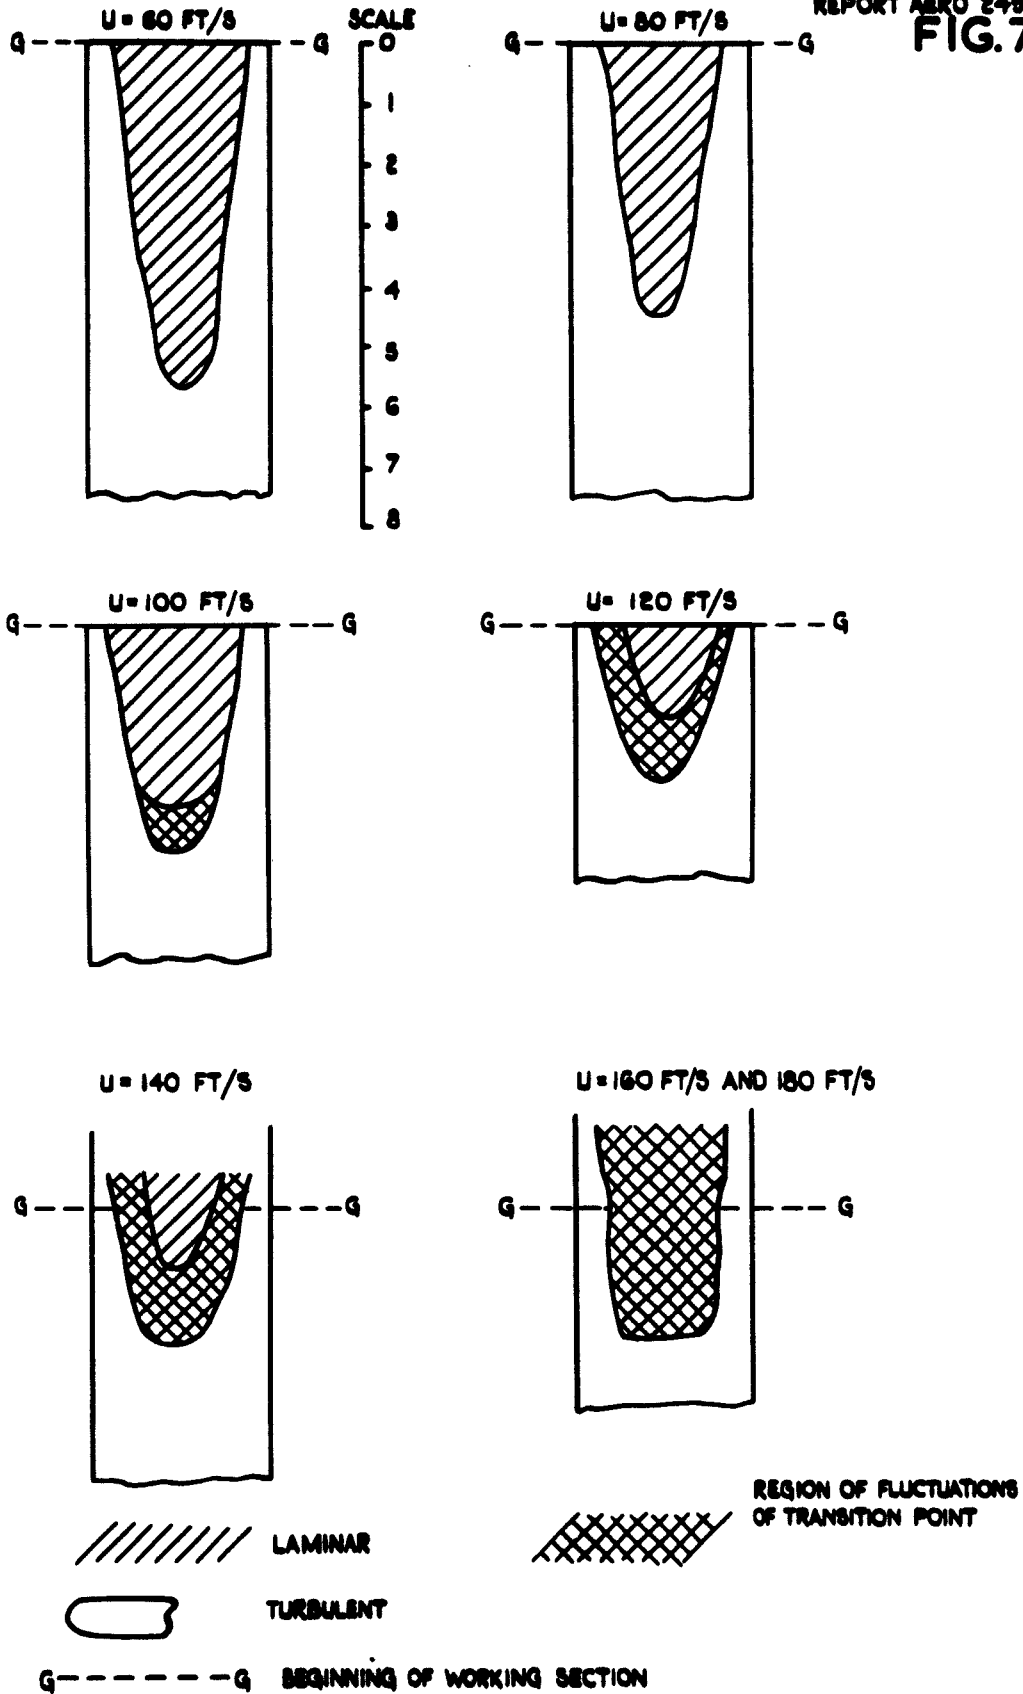 REPORT AERO 249
FIG. 7
U = 60 FT/S
SCALE
U = 80 FT/S
G G
G G
0
1
2
3
4
5
6
7
8
U = 100 FT/S
U = 120 FT/S
G G
G G
U = 140 FT/S
U = 160 FT/S AND 180 FT/S
G G
G G
REGION OF FLUCTUATIONS
OF TRANSITION POINT
LAMINAR
TURBULENT
G G BEGINNING OF WORKING SECTION